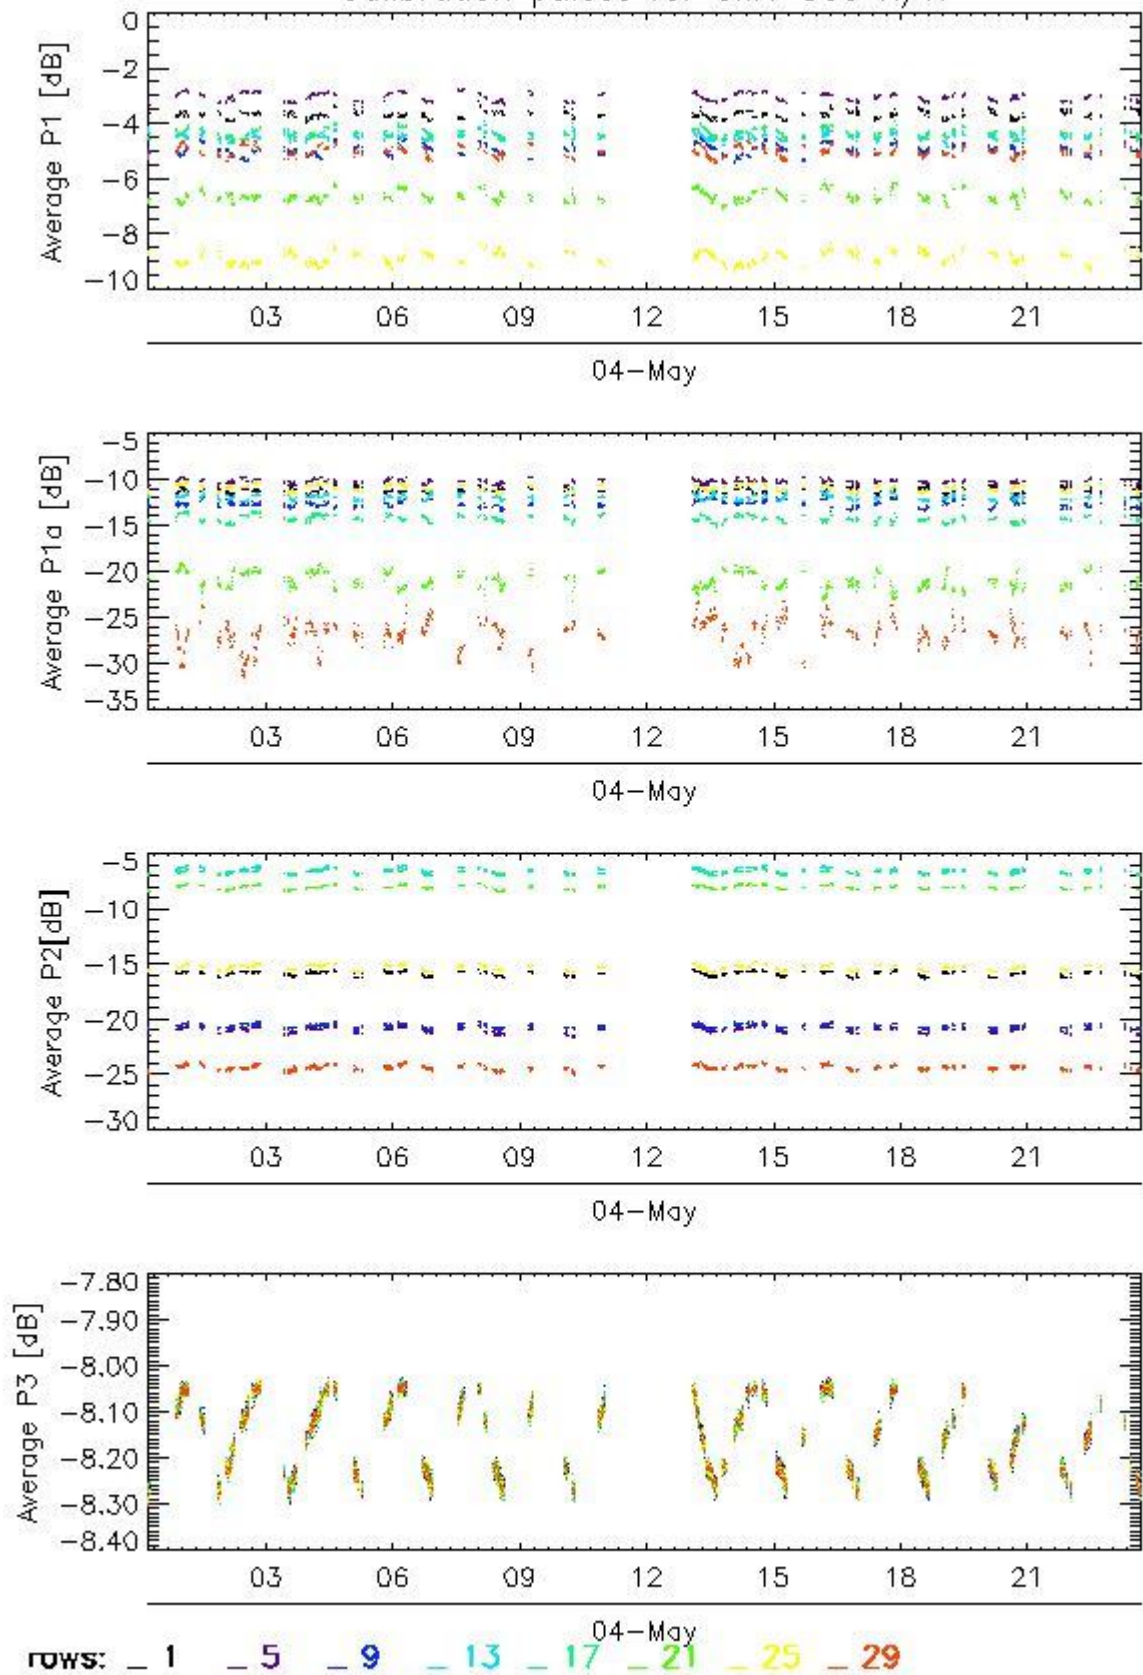 Average P1 [dB]
0
-2
-4
-6
-8
-10
03 06 09 12 15 18 21
04-May
Average P1a [dB]
-5
-10
-15
-20
-25
-30
-35
03 06 09 12 15 18 21
04-May
Average P2[dB]
-5
-10
-15
-20
-25
-30
03 06 09 12 15 18 21
04-May
Average P3 [dB]
-7.80
-7.90
-8.00
-8.10
-8.20
-8.30
-8.40
03 06 09 12 15 18 21
04-May
rows: _ 1 _ 5 _ 9 _ 13 _ 17 _ 21 _ 25 _ 29